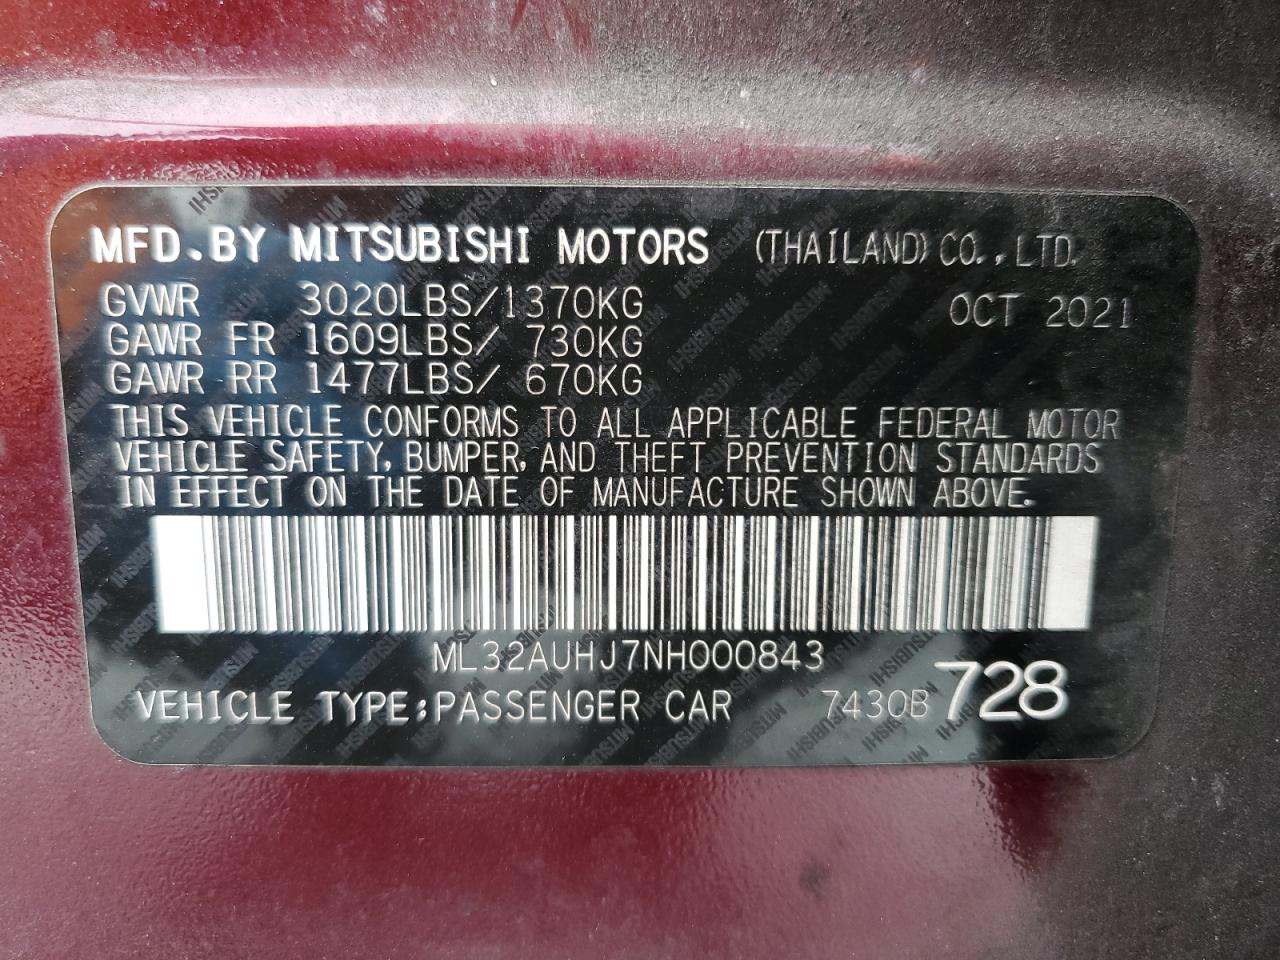 MFD.BY MITSUBISHI MOTORS (THAILAND) CO.,LTD.
GVWR 3020LBS/1370KG OCT 2021
GAWR FR 1609LBS/ 730KG
GAWR RR 1477LBS/ 670KG
THIS VEHICLE CONFORMS TO ALL APPLICABLE FEDERAL MOTOR
VEHICLE SAFETY, BUMPER, AND THEFT PREVENTION STANDARDS
IN EFFECT ON THE DATE OF MANUFACTURE SHOWN ABOVE.
ML32AUHJ7NH000843
VEHICLE TYPE:PASSENGER CAR 7430B 728